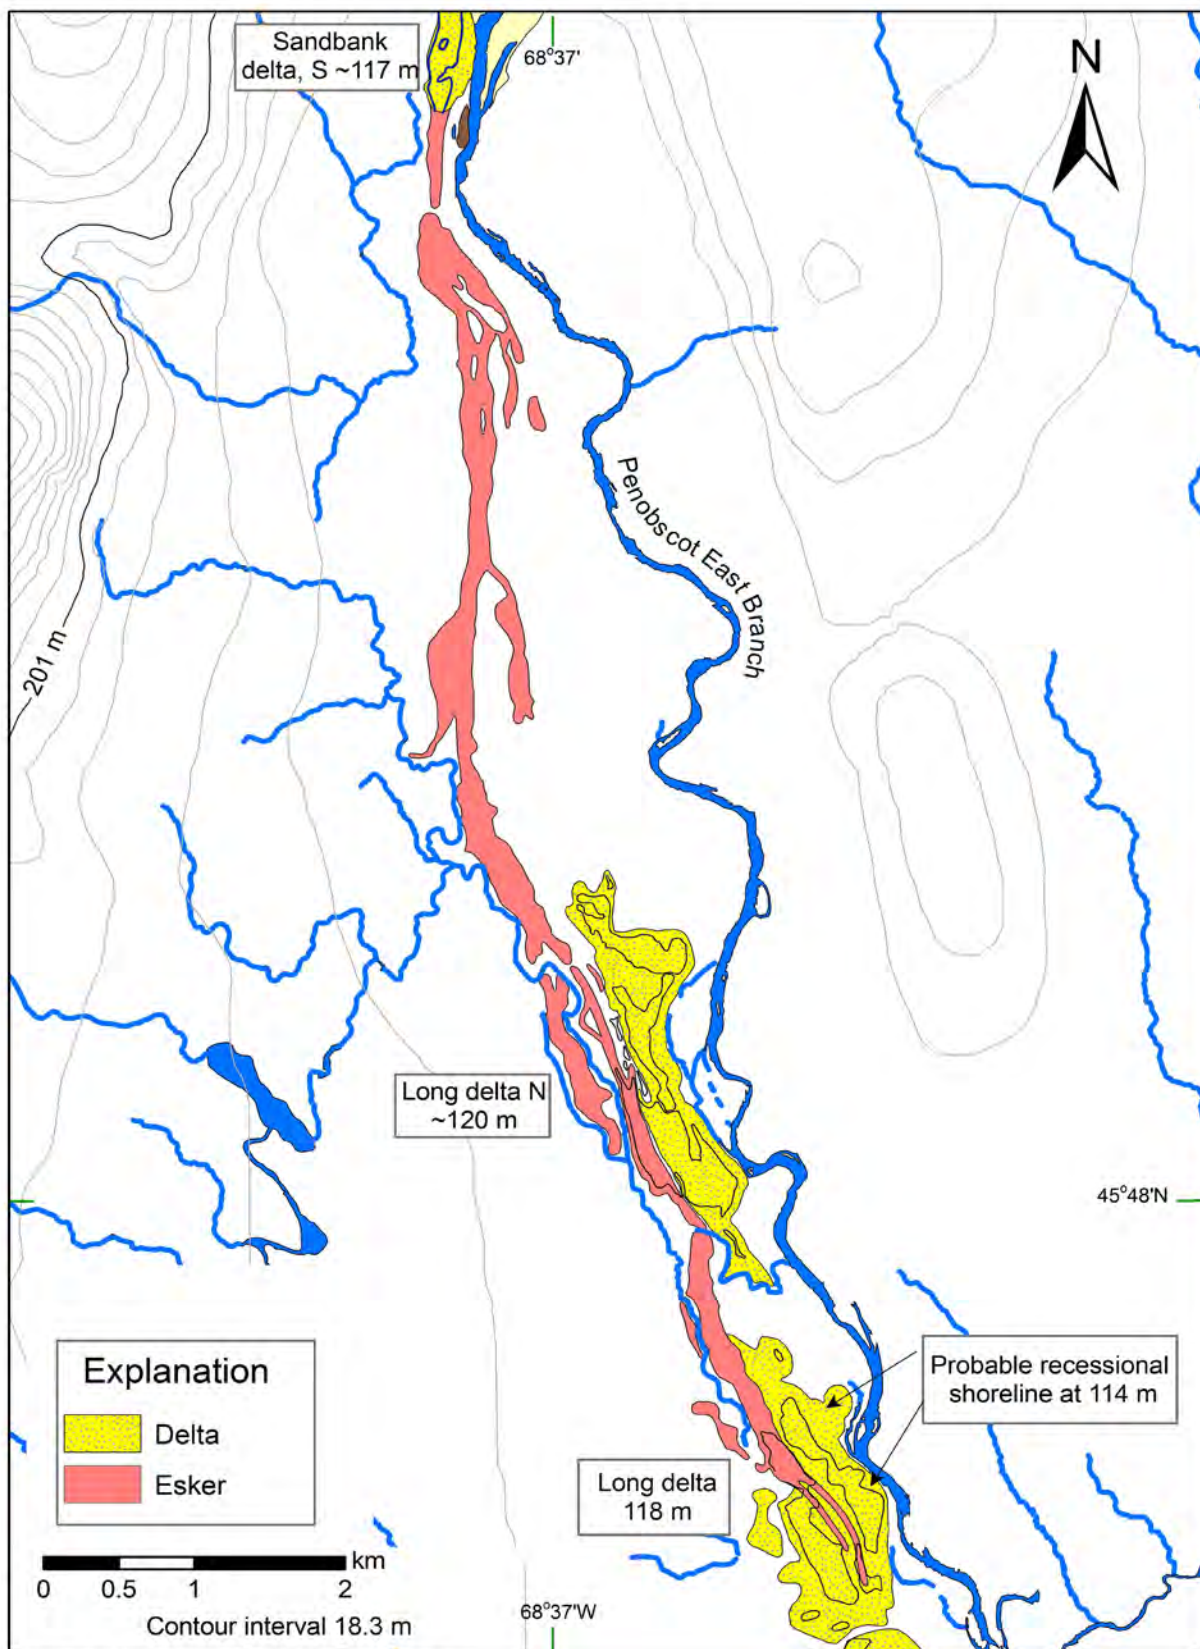 Sandbank
delta, S ~117 m
68°37'
N
Penobscot East Branch
201 m
Long delta N
~120 m
45°48'N
Explanation
Delta
Esker
Probable recessional
shoreline at 114 m
Long delta
118 m
km
0 0.5 1 2
Contour interval 18.3 m
68°37'W